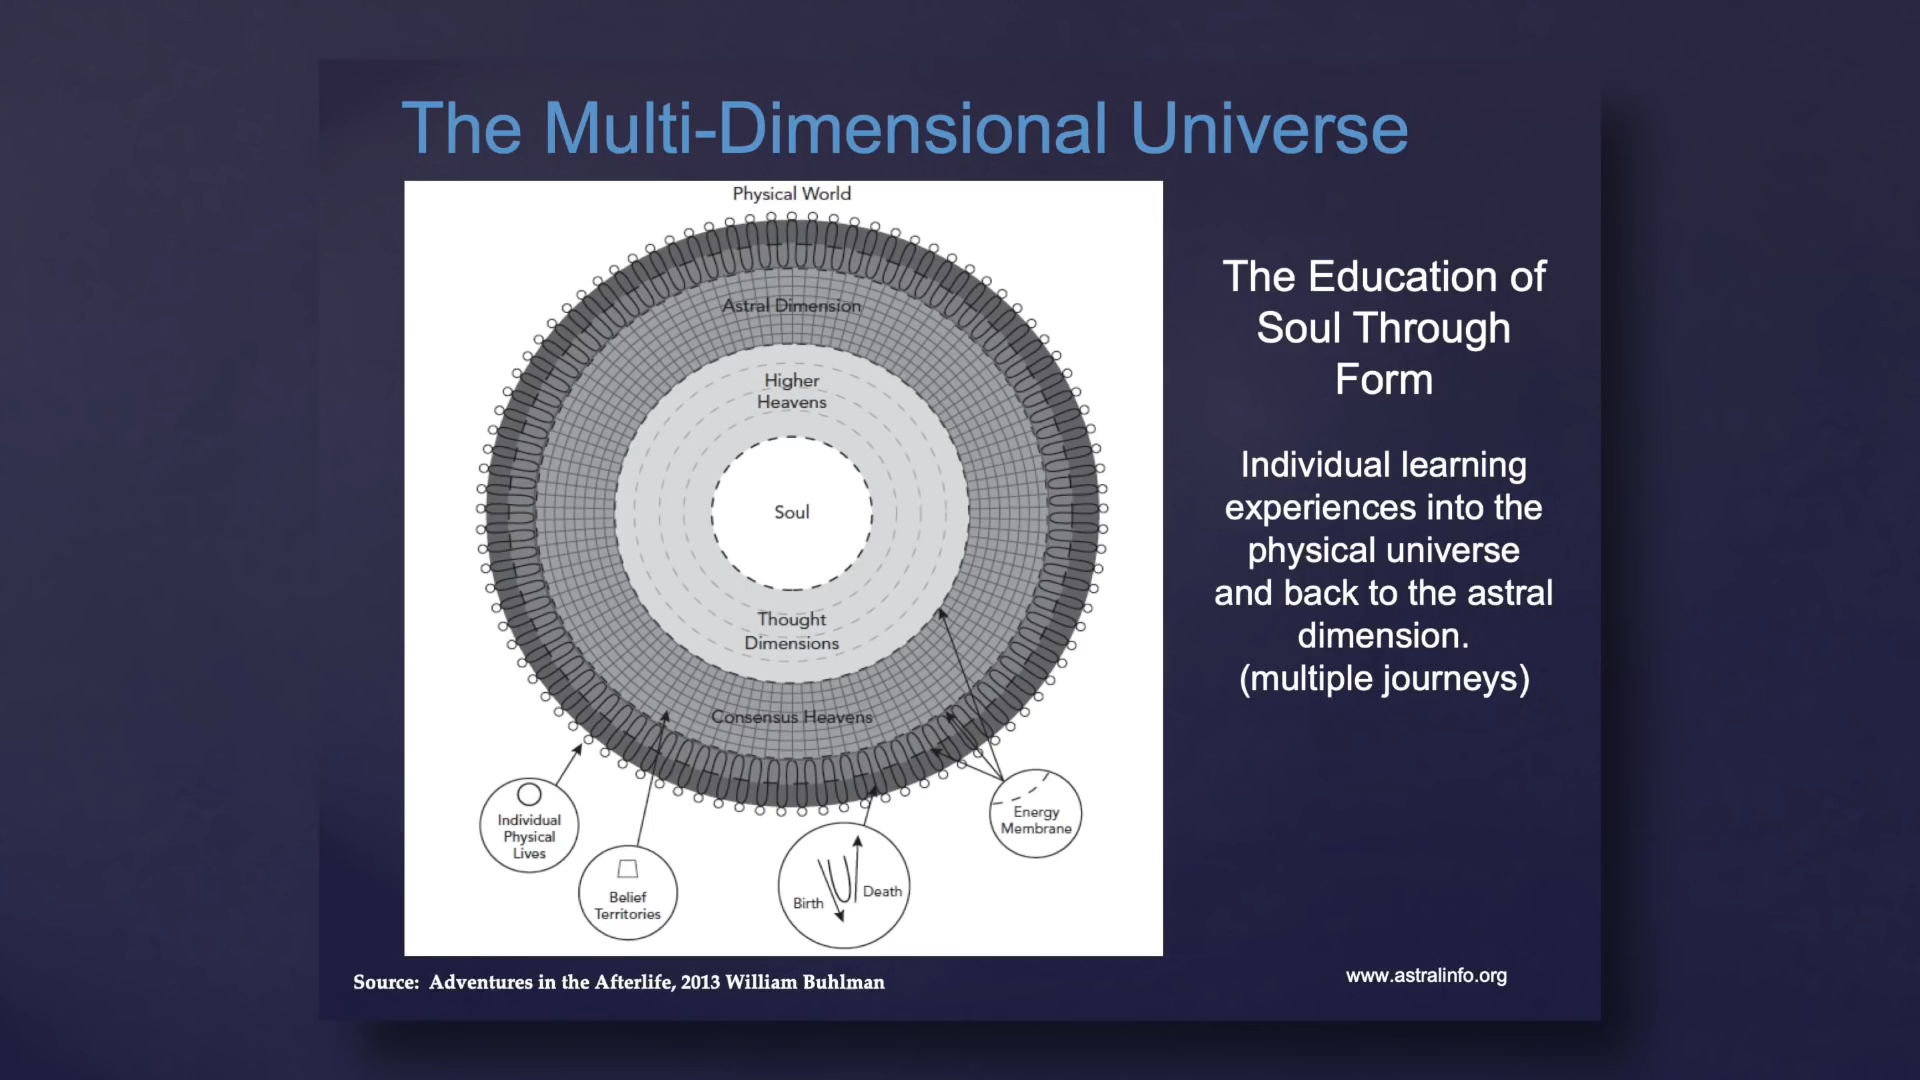 The Multi-Dimensional Universe
Physical World
Astral Dimension
Higher
Heavens
Soul
Thought
Dimensions
Consensus Heavens
Individual
Physical
Lives
Belief
Territories
Birth
Death
Energy
Membrane
The Education of
Soul Through
Form
Individual learning
experiences into the
physical universe
and back to the astral
dimension.
(multiple journeys)
Source: Adventures in the Afterlife, 2013 William Buhlman
www.astralinfo.org